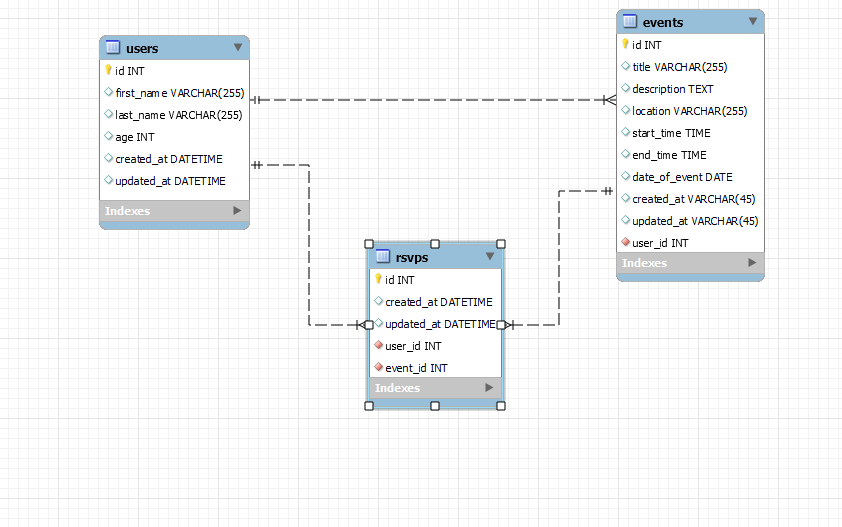 users
id INT
first_name VARCHAR(255)
last_name VARCHAR(255)
age INT
created_at DATETIME
updated_at DATETIME
Indexes
events
id INT
title VARCHAR(255)
description TEXT
location VARCHAR(255)
start_time TIME
end_time TIME
date_of_event DATE
created_at VARCHAR(45)
updated_at VARCHAR(45)
user_id INT
Indexes
rsvps
id INT
created_at DATETIME
updated_at DATETIME
user_id INT
event_id INT
Indexes